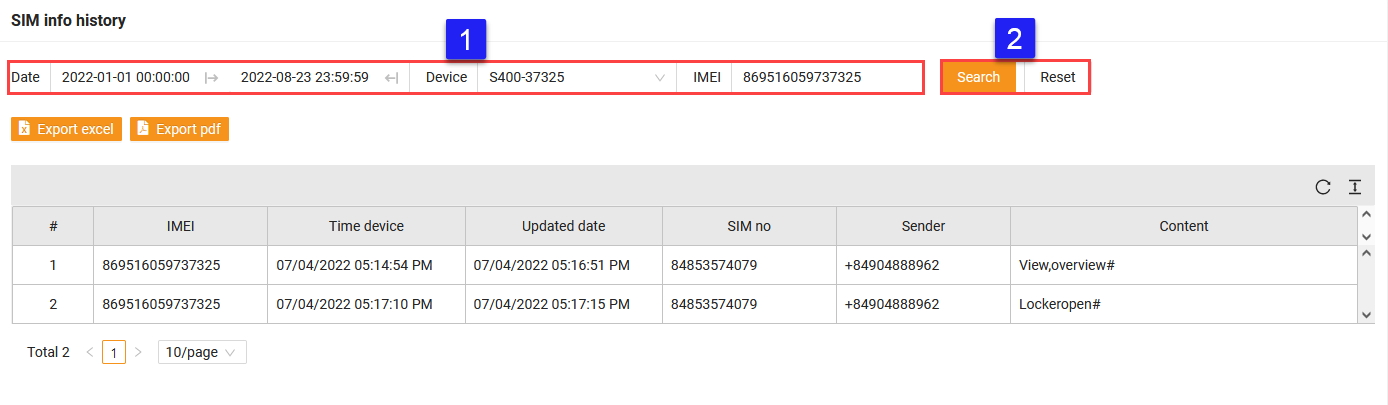 SIM info history
1
2
Date 2022-01-01 00:00:00 2022-08-23 23:59:59 Device S400-37325 IMEI 869516059737325 Search Reset
Export excel Export pdf
# IMEI Time device Updated date SIM no Sender Content
1 869516059737325 07/04/2022 05:14:54 PM 07/04/2022 05:16:51 PM 84853574079 +84904888962 View,overview#
2 869516059737325 07/04/2022 05:17:10 PM 07/04/2022 05:17:15 PM 84853574079 +84904888962 Lockeropen#
Total 2 < 1 > 10/page